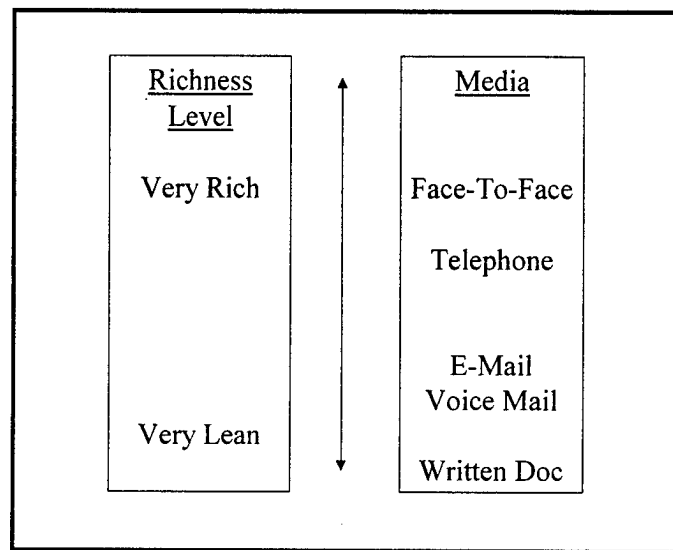 Richness
Level
Very Rich
Very Lean
Media
Face-To-Face
Telephone
E-Mail
Voice Mail
Written Doc